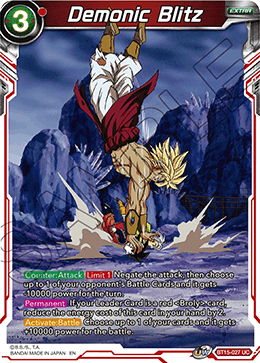 3
Demonic Blitz
EXTRA
Counter:Attack Limit 1 Negate the attack, then choose
up to 1 of your opponent's Battle Cards and it gets
-10000 power for the turn.
Permanent If your Leader Card is a red <Broly> card,
reduce the energy cost of this card in your hand by 2.
Activate:Battle Choose up to 1 of your cards and it gets
+10000 power for the turn.
©B.S./S., T.A.
BANDAI MADE IN JAPAN EN
BT15-027 UC